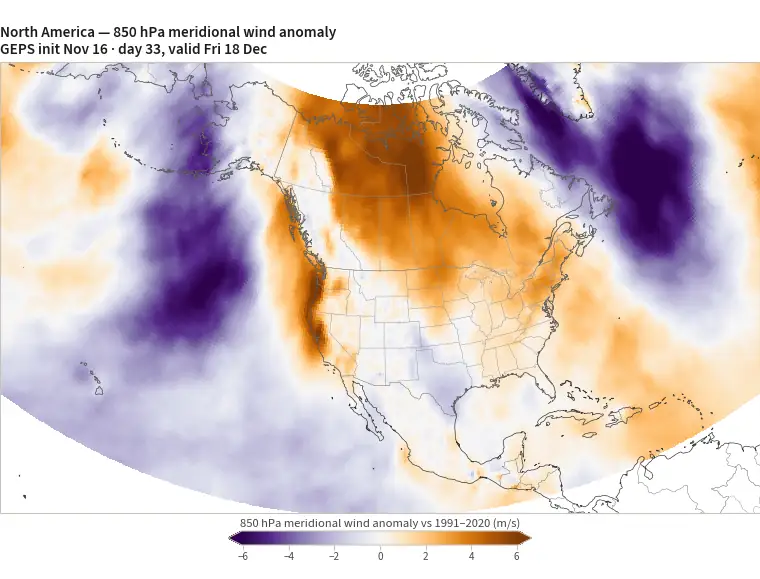 North America — 850 hPa meridional wind anomaly
GEPS init Nov 16 · day 33, valid Fri 18 Dec
850 hPa meridional wind anomaly vs 1991–2020 (m/s)
−6 −4 −2 0 2 4 6